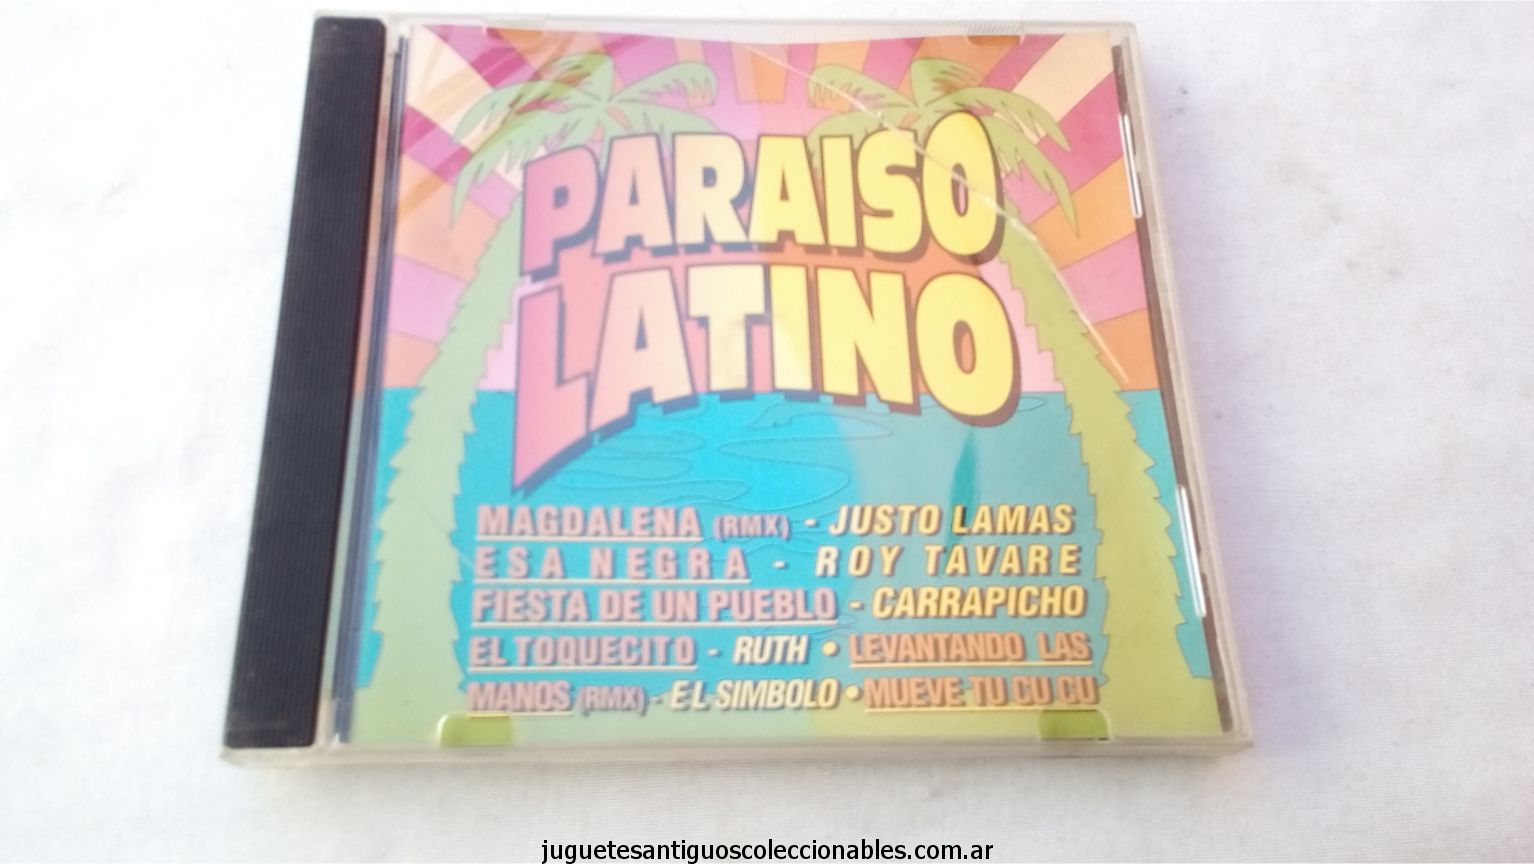 PARAISO
LATINO
MAGDALENA (RMX) - JUSTO LAMAS
ESA NEGRA - ROY TAVARE
FIESTA DE UN PUEBLO - CARRAPICHO
EL TOQUECITO - RUTH • LEVANTANDO LAS
MANOS (RMX) - EL SIMBOLO • MUEVE TU CU CU
juguetesantiguoscoleccionables.com.ar